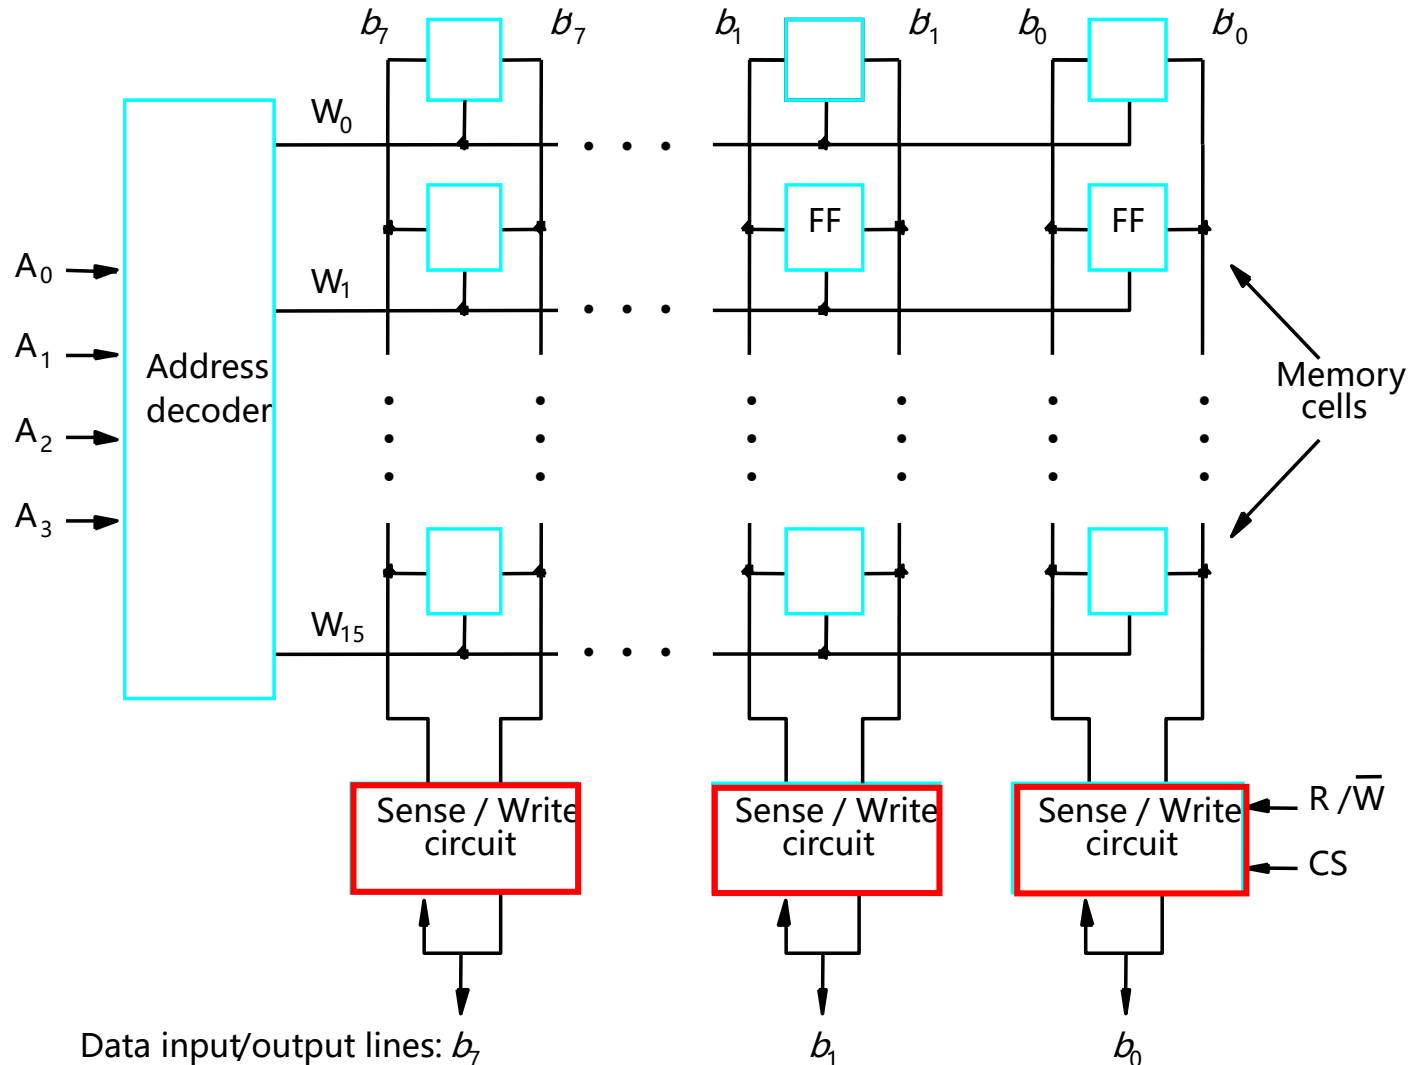 b7 b′7 b1 b′1 b0 b′0
W0
FF FF
A0
W1
A1
Address
decoder
Memory
cells
A2
A3
W15
Sense / Write
circuit
Sense / Write
circuit
Sense / Write
circuit
R /W̅
CS
Data input/output lines: b7 b1 b0